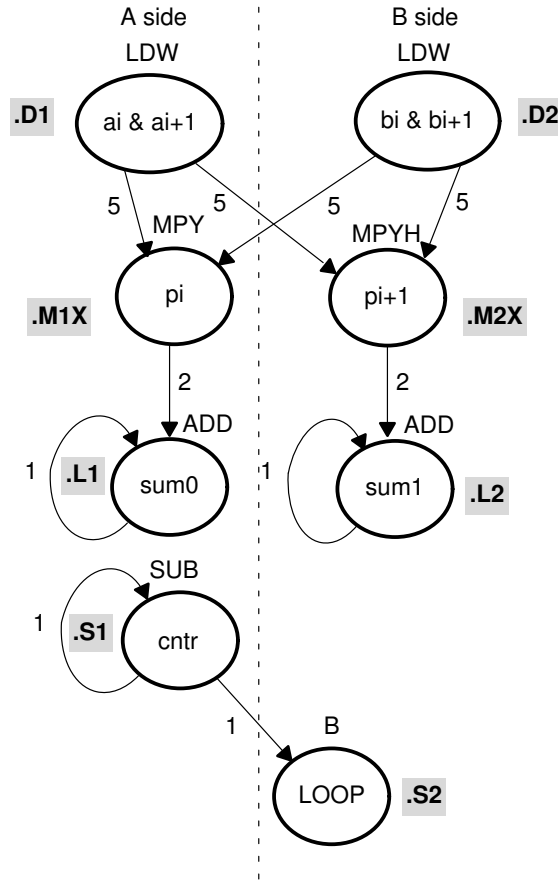 A side B side
LDW LDW
.D1 ai & ai+1 bi & bi+1 .D2
5 5 5 5
MPY MPYH
.M1X pi pi+1 .M2X
2 2
ADD ADD
1 .L1 sum0 1 sum1 .L2
SUB
1 .S1 cntr
1 B
LOOP .S2